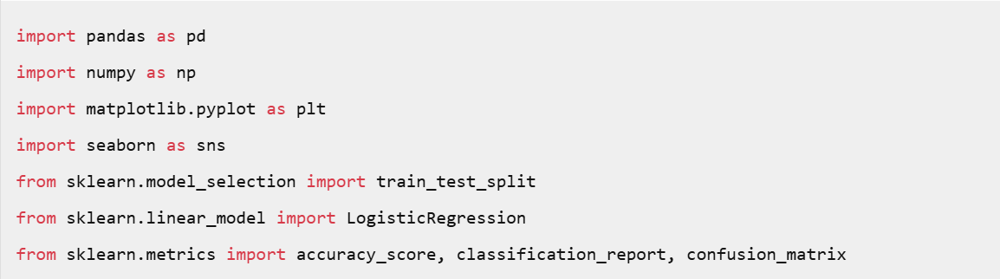 import pandas as pd
import numpy as np
import matplotlib.pyplot as plt
import seaborn as sns
from sklearn.model_selection import train_test_split
from sklearn.linear_model import LogisticRegression
from sklearn.metrics import accuracy_score, classification_report, confusion_matrix